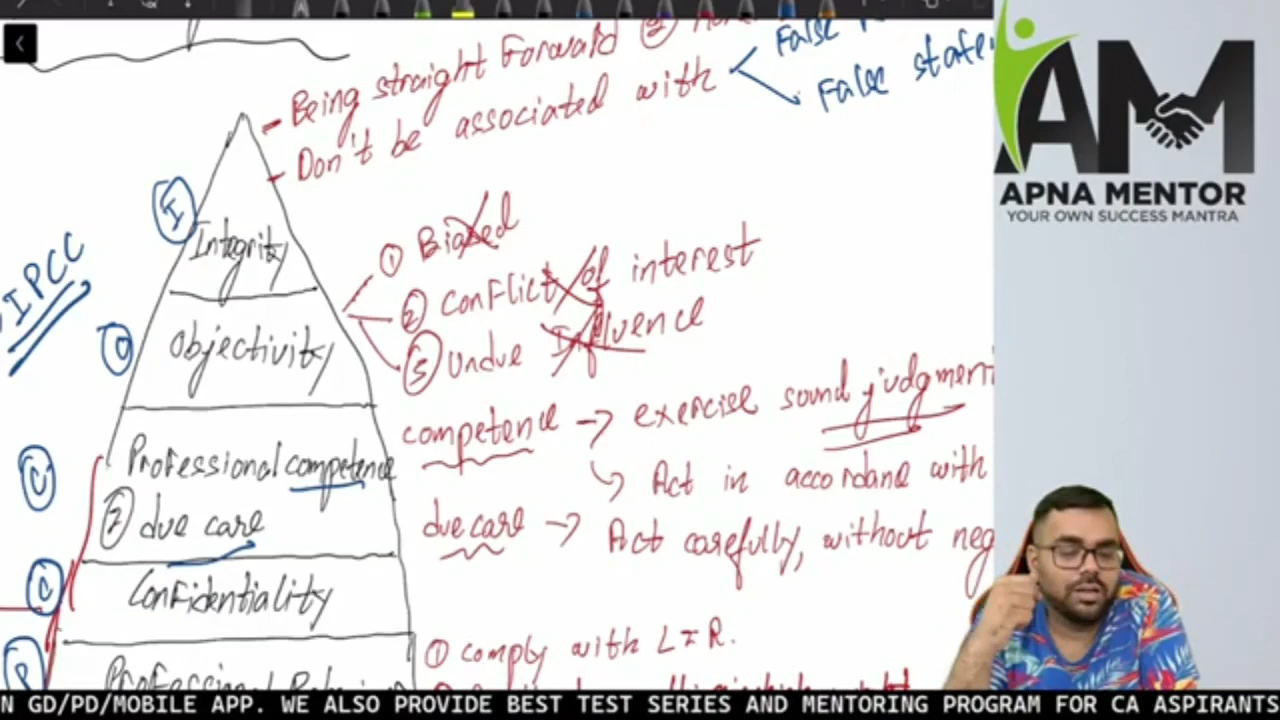 Being straight Forward &
Don't be associated with
False
False state
I
Integrity
IPCC
① Biased
② Conflict of interest
③ Undue Influence
O
Objectivity
Professional competence
& due care
competence → exercise sound judgment
↳ Act in accordance with
due care → Act carefully, without neg
C
Confidentiality
P
① comply with L & R.
Professional
AM
APNA MENTOR
YOUR OWN SUCCESS MANTRA
N GD/PD/MOBILE APP. WE ALSO PROVIDE BEST TEST SERIES AND MENTORING PROGRAM FOR CA ASPIRANTS